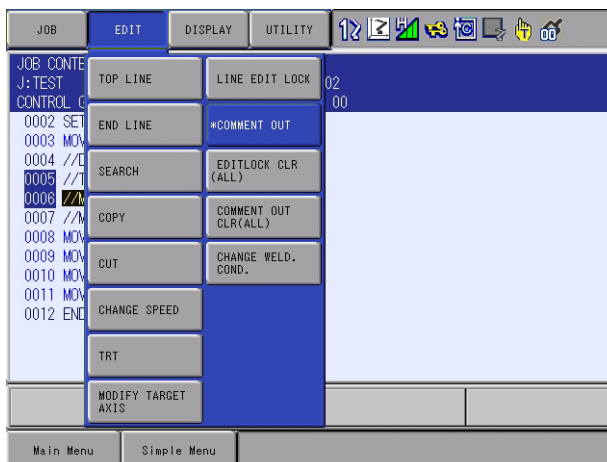 JOB EDIT DISPLAY UTILITY
JOB CONTE
J:TEST 02
CONTROL G 00
0002 SET
0003 MOV
0004 //D
0005 //T
0006 //M
0007 //M
0008 MOV
0009 MOV
0010 MOV
0011 MOV
0012 END
TOP LINE
END LINE
SEARCH
COPY
CUT
CHANGE SPEED
TRT
MODIFY TARGET
AXIS
LINE EDIT LOCK
*COMMENT OUT
EDITLOCK CLR
(ALL)
COMMENT OUT
CLR(ALL)
CHANGE WELD.
COND.
Main Menu Simple Menu